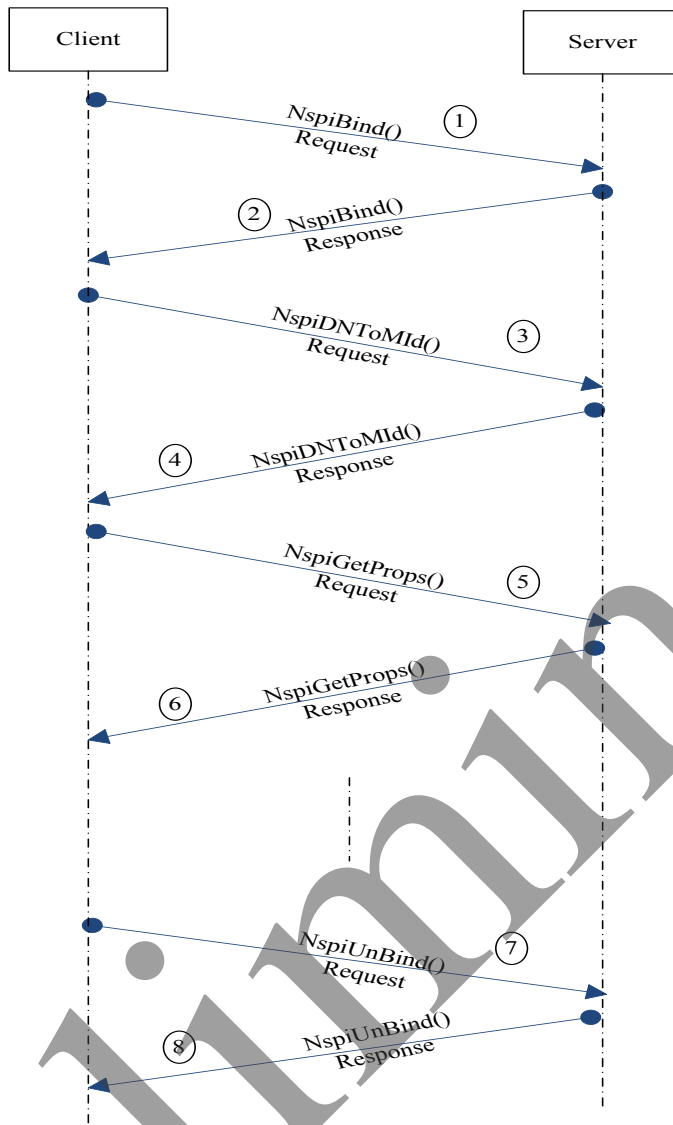 Client
Server
NspiBind()
Request
1
2
NspiBind()
Response
NspiDNToMId()
Request
3
NspiDNToMId()
Response
4
NspiGetProps()
Request
5
NspiGetProps()
Response
6
NspiUnBind()
Request
7
NspiUnBind()
Response
8